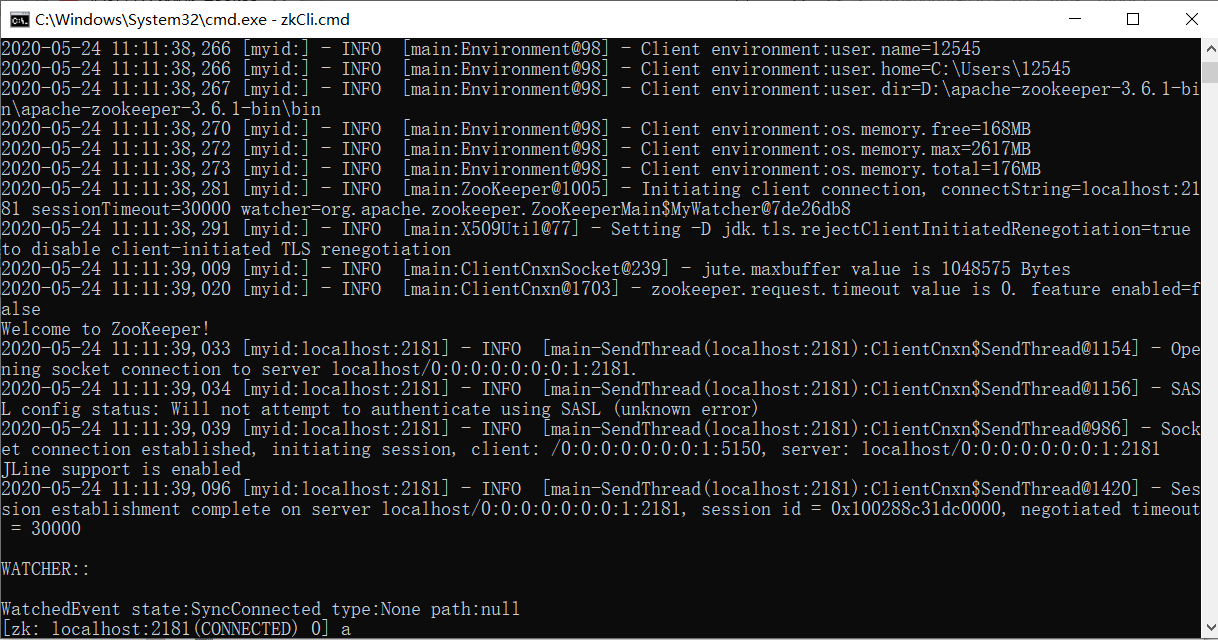 C:\Windows\System32\cmd.exe - zkCli.cmd
2020-05-24 11:11:38,266 [myid:] - INFO  [main:Environment@98] - Client environment:user.name=12545
2020-05-24 11:11:38,266 [myid:] - INFO  [main:Environment@98] - Client environment:user.home=C:\Users\12545
2020-05-24 11:11:38,267 [myid:] - INFO  [main:Environment@98] - Client environment:user.dir=D:\apache-zookeeper-3.6.1-bi
n\apache-zookeeper-3.6.1-bin\bin
2020-05-24 11:11:38,270 [myid:] - INFO  [main:Environment@98] - Client environment:os.memory.free=168MB
2020-05-24 11:11:38,272 [myid:] - INFO  [main:Environment@98] - Client environment:os.memory.max=2617MB
2020-05-24 11:11:38,273 [myid:] - INFO  [main:Environment@98] - Client environment:os.memory.total=176MB
2020-05-24 11:11:38,281 [myid:] - INFO  [main:ZooKeeper@1005] - Initiating client connection, connectString=localhost:21
81 sessionTimeout=30000 watcher=org.apache.zookeeper.ZooKeeperMain$MyWatcher@7de26db8
2020-05-24 11:11:38,291 [myid:] - INFO  [main:X509Util@77] - Setting -D jdk.tls.rejectClientInitiatedRenegotiation=true
to disable client-initiated TLS renegotiation
2020-05-24 11:11:39,009 [myid:] - INFO  [main:ClientCnxnSocket@239] - jute.maxbuffer value is 1048575 Bytes
2020-05-24 11:11:39,020 [myid:] - INFO  [main:ClientCnxn@1703] - zookeeper.request.timeout value is 0. feature enabled=f
alse
Welcome to ZooKeeper!
2020-05-24 11:11:39,033 [myid:localhost:2181] - INFO  [main-SendThread(localhost:2181):ClientCnxn$SendThread@1154] - Ope
ning socket connection to server localhost/0:0:0:0:0:0:0:1:2181.
2020-05-24 11:11:39,034 [myid:localhost:2181] - INFO  [main-SendThread(localhost:2181):ClientCnxn$SendThread@1156] - SAS
L config status: Will not attempt to authenticate using SASL (unknown error)
2020-05-24 11:11:39,039 [myid:localhost:2181] - INFO  [main-SendThread(localhost:2181):ClientCnxn$SendThread@986] - Sock
et connection established, initiating session, client: /0:0:0:0:0:0:0:1:5150, server: localhost/0:0:0:0:0:0:0:1:2181
JLine support is enabled
2020-05-24 11:11:39,096 [myid:localhost:2181] - INFO  [main-SendThread(localhost:2181):ClientCnxn$SendThread@1420] - Ses
sion establishment complete on server localhost/0:0:0:0:0:0:0:1:2181, session id = 0x100288c31dc0000, negotiated timeout
 = 30000
WATCHER::
WatchedEvent state:SyncConnected type:None path:null
[zk: localhost:2181(CONNECTED) 0] a